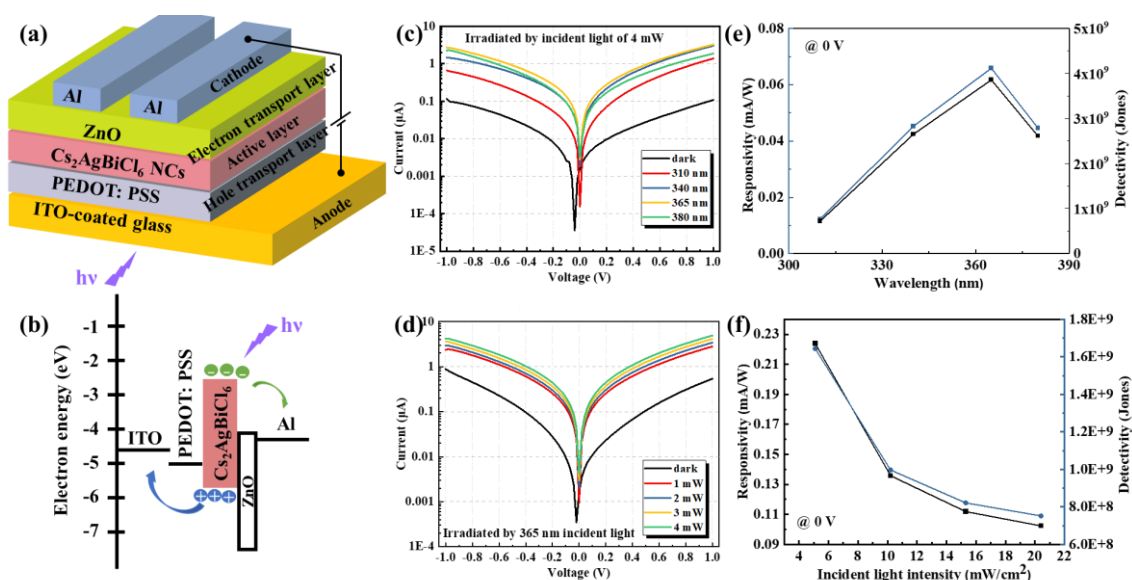 (a)
Al
Al
Cathode
ZnO
Electron transport layer
Cs₂AgBiCl₆ NCs
Active layer
PEDOT: PSS
Hole transport layer
ITO-coated glass
Anode
hν
(b)
Electron energy (eV)
-1
-2
-3
-4
-5
-6
-7
ITO
PEDOT: PSS
Cs₂AgBiCl₆
ZnO
Al
hν
(c)
Irradiated by incident light of 4 mW
Current (μA)
10
1
0.1
0.01
0.001
1E-4
1E-5
dark
310 nm
340 nm
365 nm
380 nm
-1.0 -0.8 -0.6 -0.4 -0.2 0.0 0.2 0.4 0.6 0.8 1.0
Voltage (V)
(d)
Current (μA)
10
1
0.1
0.01
0.001
1E-4
dark
1 mW
2 mW
3 mW
4 mW
Irradiated by 365 nm incident light
-1.0 -0.8 -0.6 -0.4 -0.2 0.0 0.2 0.4 0.6 0.8 1.0
Voltage (V)
(e)
@ 0 V
Responsivity (mA/W)
0.08
0.06
0.04
0.02
0.00
300 330 360 390
Wavelength (nm)
5x10⁹
4x10⁹
3x10⁹
2x10⁹
1x10⁹
0
Detectivity (Jones)
(f)
Responsivity (mA/W)
0.23
0.21
0.19
0.17
0.15
0.13
0.11
0.09
@ 0 V
4 6 8 10 12 14 16 18 20
Incident light intensity (mW/cm²)
1.8E+9
1.6E+9
1.4E+9
1.2E+9
1.0E+9
8.0E+8
6.0E+8
Detectivity (Jones)